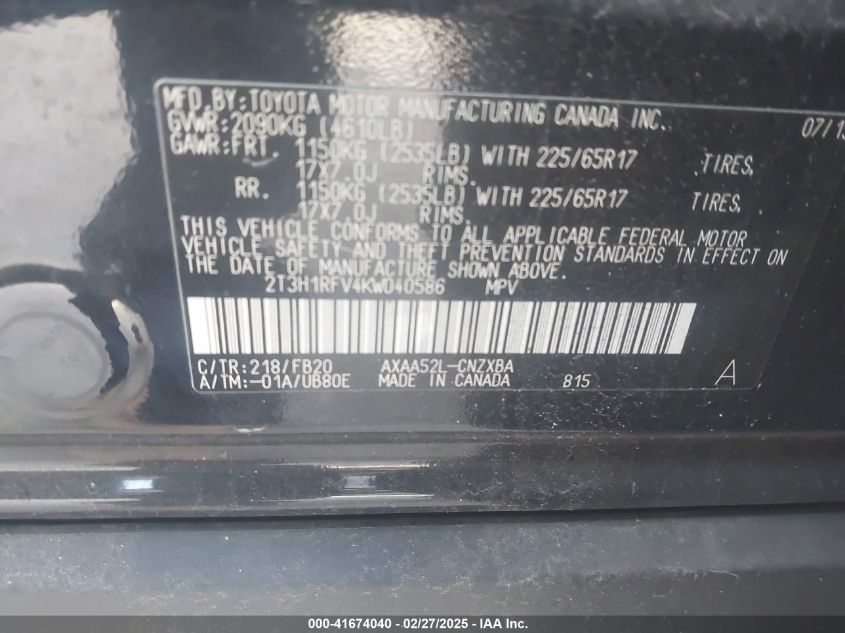 MFD. BY: TOYOTA MOTOR MANUFACTURING CANADA INC. 07/1
GVWR: 2090KG (4610LB)
GAWR: FRT. 1150KG (2535LB) WITH 225/65R17 TIRES,
17X7.0J RIMS.
RR. 1150KG (2535LB) WITH 225/65R17 TIRES,
17X7.0J RIMS.
THIS VEHICLE CONFORMS TO ALL APPLICABLE FEDERAL MOTOR
VEHICLE SAFETY AND THEFT PREVENTION STANDARDS IN EFFECT ON
THE DATE OF MANUFACTURE SHOWN ABOVE.
2T3H1RFV4KW040586 MPV
C/TR: 218/FB20 AXAA52L-CNZXBA
A/TM: -01A/UB80E MADE IN CANADA 815 A
000-41674040 - 02/27/2025 - IAA Inc.